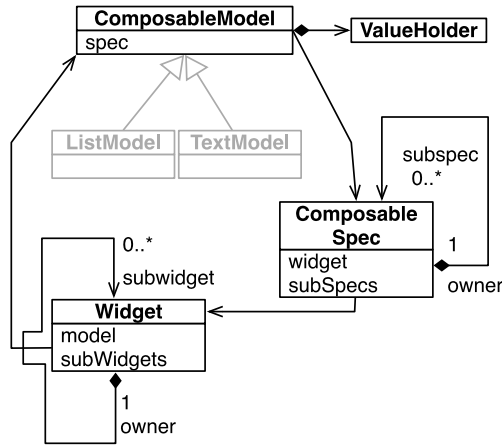 ComposableModel
spec
ValueHolder
ListModel
TextModel
subspec
0..*
Composable
Spec
widget
subSpecs
1
owner
0..*
subwidget
Widget
model
subWidgets
1
owner